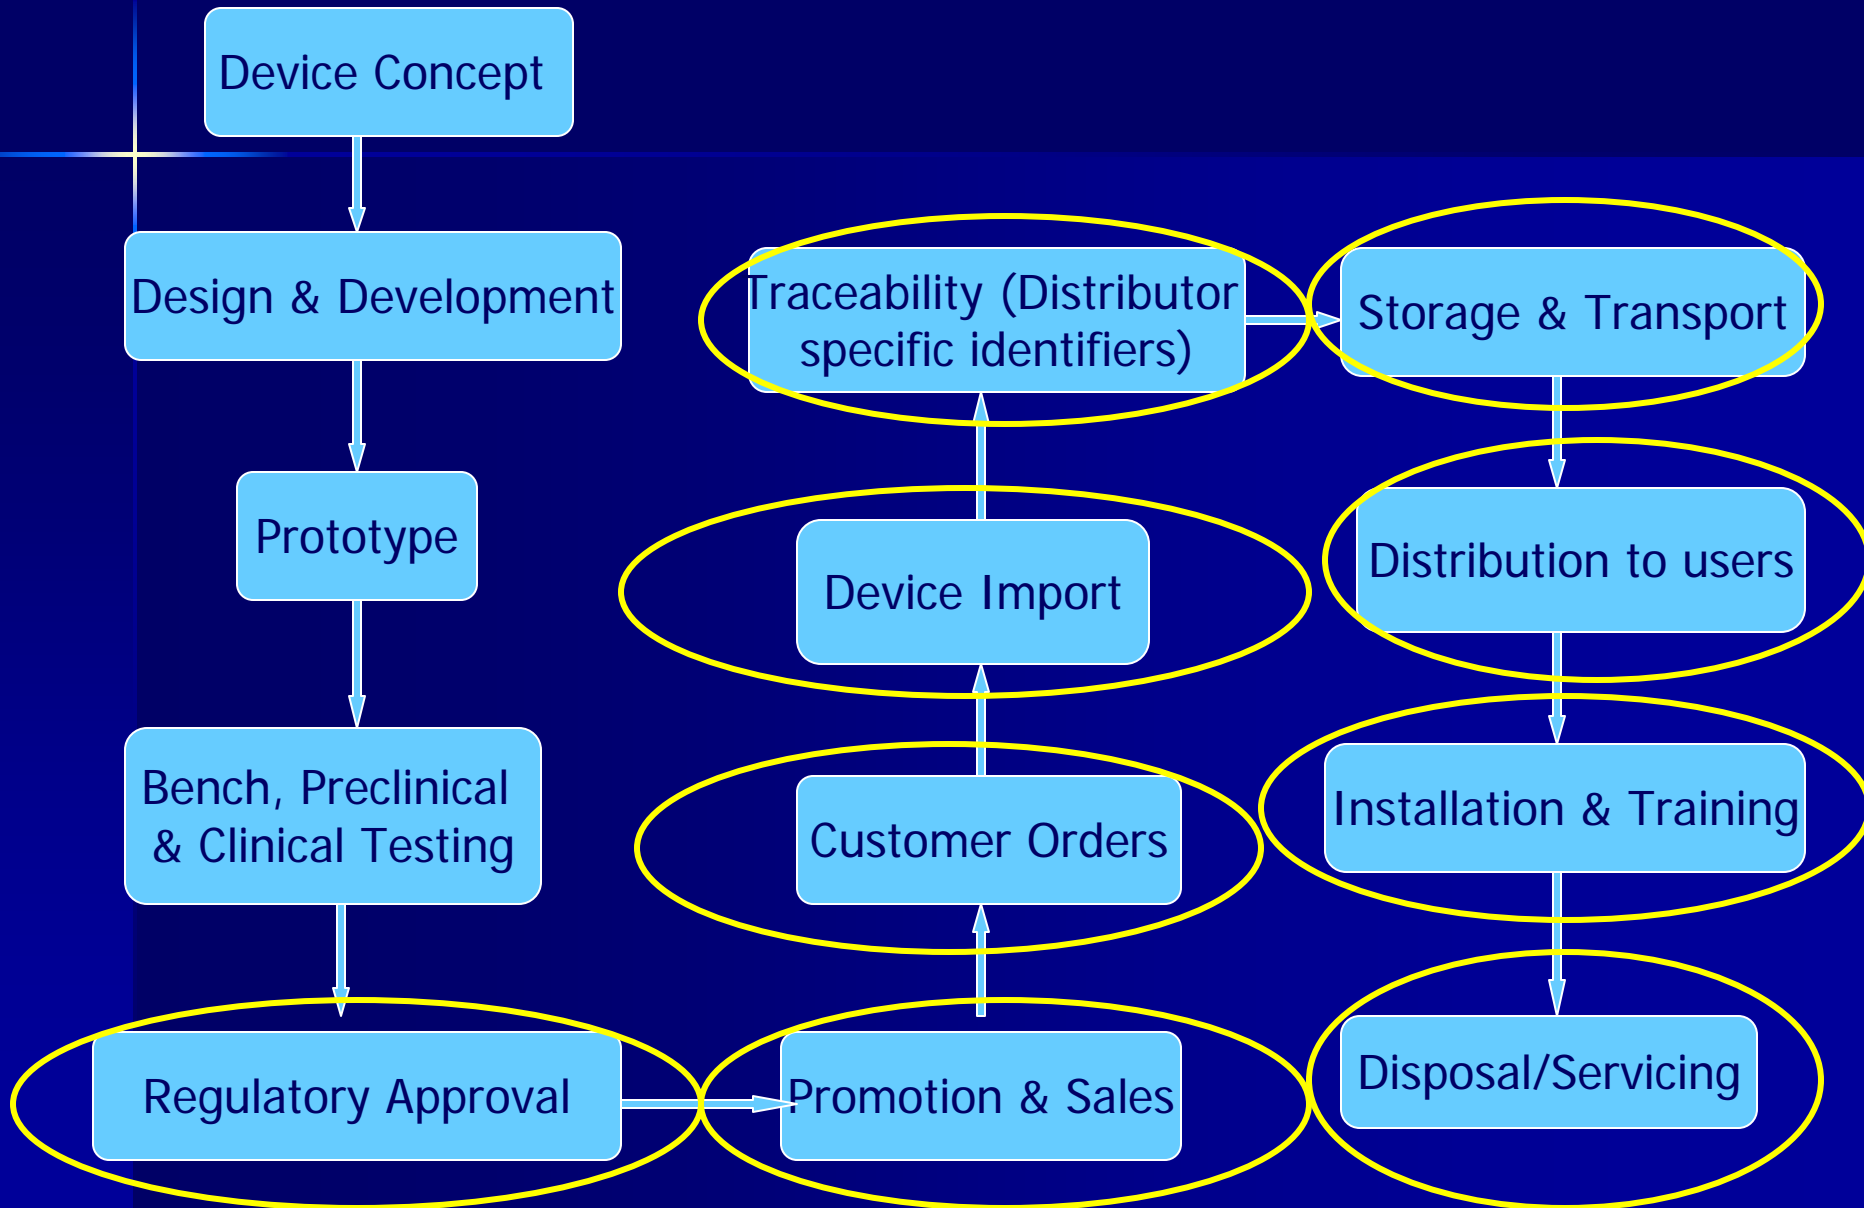 Device Concept
Design & Development
Prototype
Bench, Preclinical
& Clinical Testing
Regulatory Approval
Promotion & Sales
Customer Orders
Device Import
Traceability (Distributor
specific identifiers)
Storage & Transport
Distribution to users
Installation & Training
Disposal/Servicing